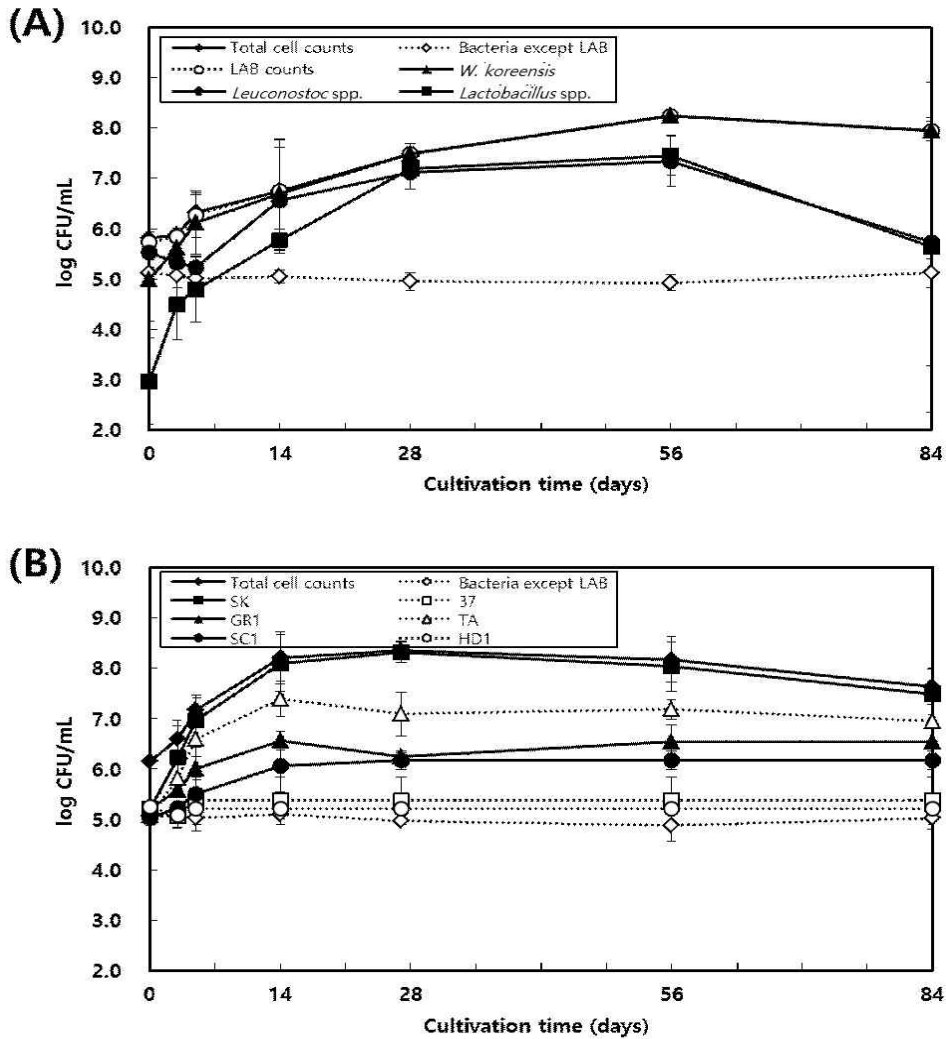 (A)
10.0
Total cell counts Bacteria except LAB
LAB counts W. koreensis
Leuconostoc spp. Lactobacillus spp.
9.0
8.0
7.0
6.0
5.0
4.0
3.0
2.0
log CFU/mL
0 14 28 56 84
Cultivation time (days)
(B)
10.0
Total cell counts Bacteria except LAB
SK 37
GR1 TA
SC1 HD1
9.0
8.0
7.0
6.0
5.0
4.0
3.0
2.0
log CFU/mL
0 14 28 56 84
Cultivation time (days)